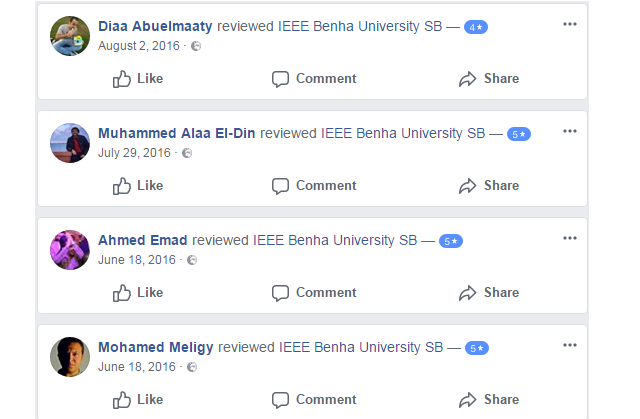 Diaa Abuelmaaty reviewed IEEE Benha University SB — 4★
August 2, 2016 ·
Like Comment Share
Muhammed Alaa El-Din reviewed IEEE Benha University SB — 5★
July 29, 2016 ·
Like Comment Share
Ahmed Emad reviewed IEEE Benha University SB — 5★
June 18, 2016 ·
Like Comment Share
Mohamed Meligy reviewed IEEE Benha University SB — 5★
June 18, 2016 ·
Like Comment Share